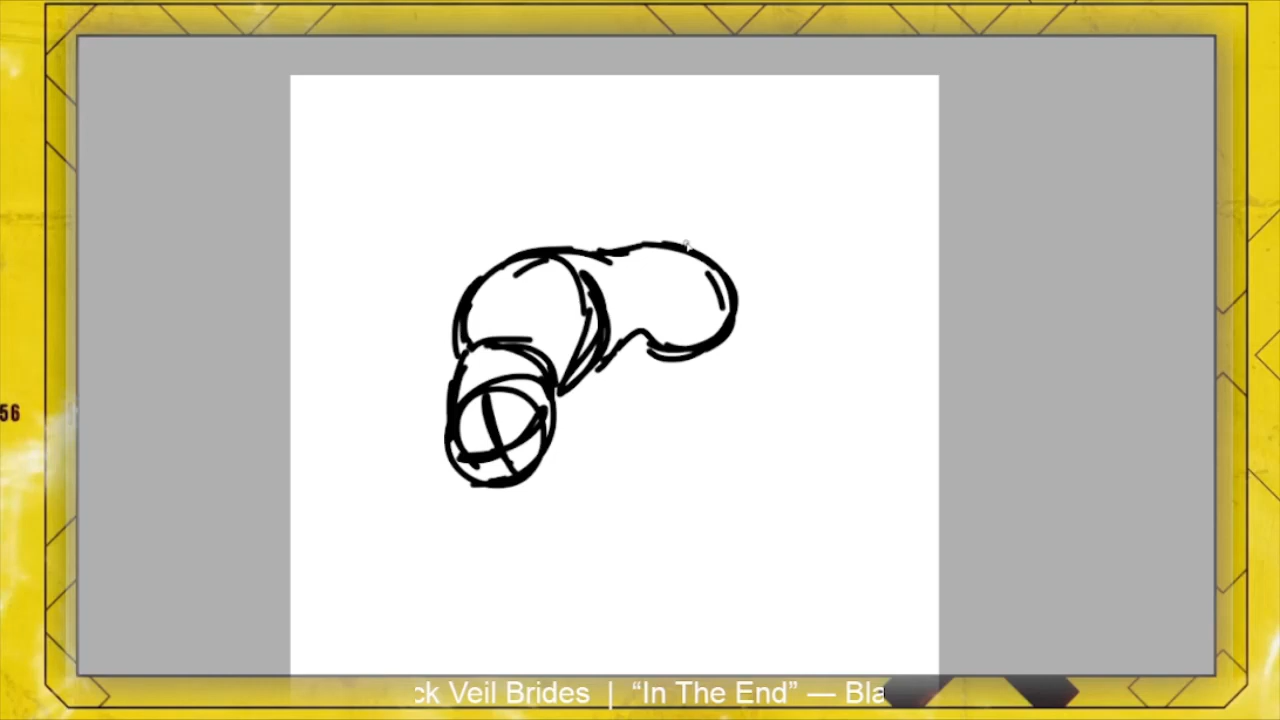 56
ck Veil Brides | “In The End” — Bla